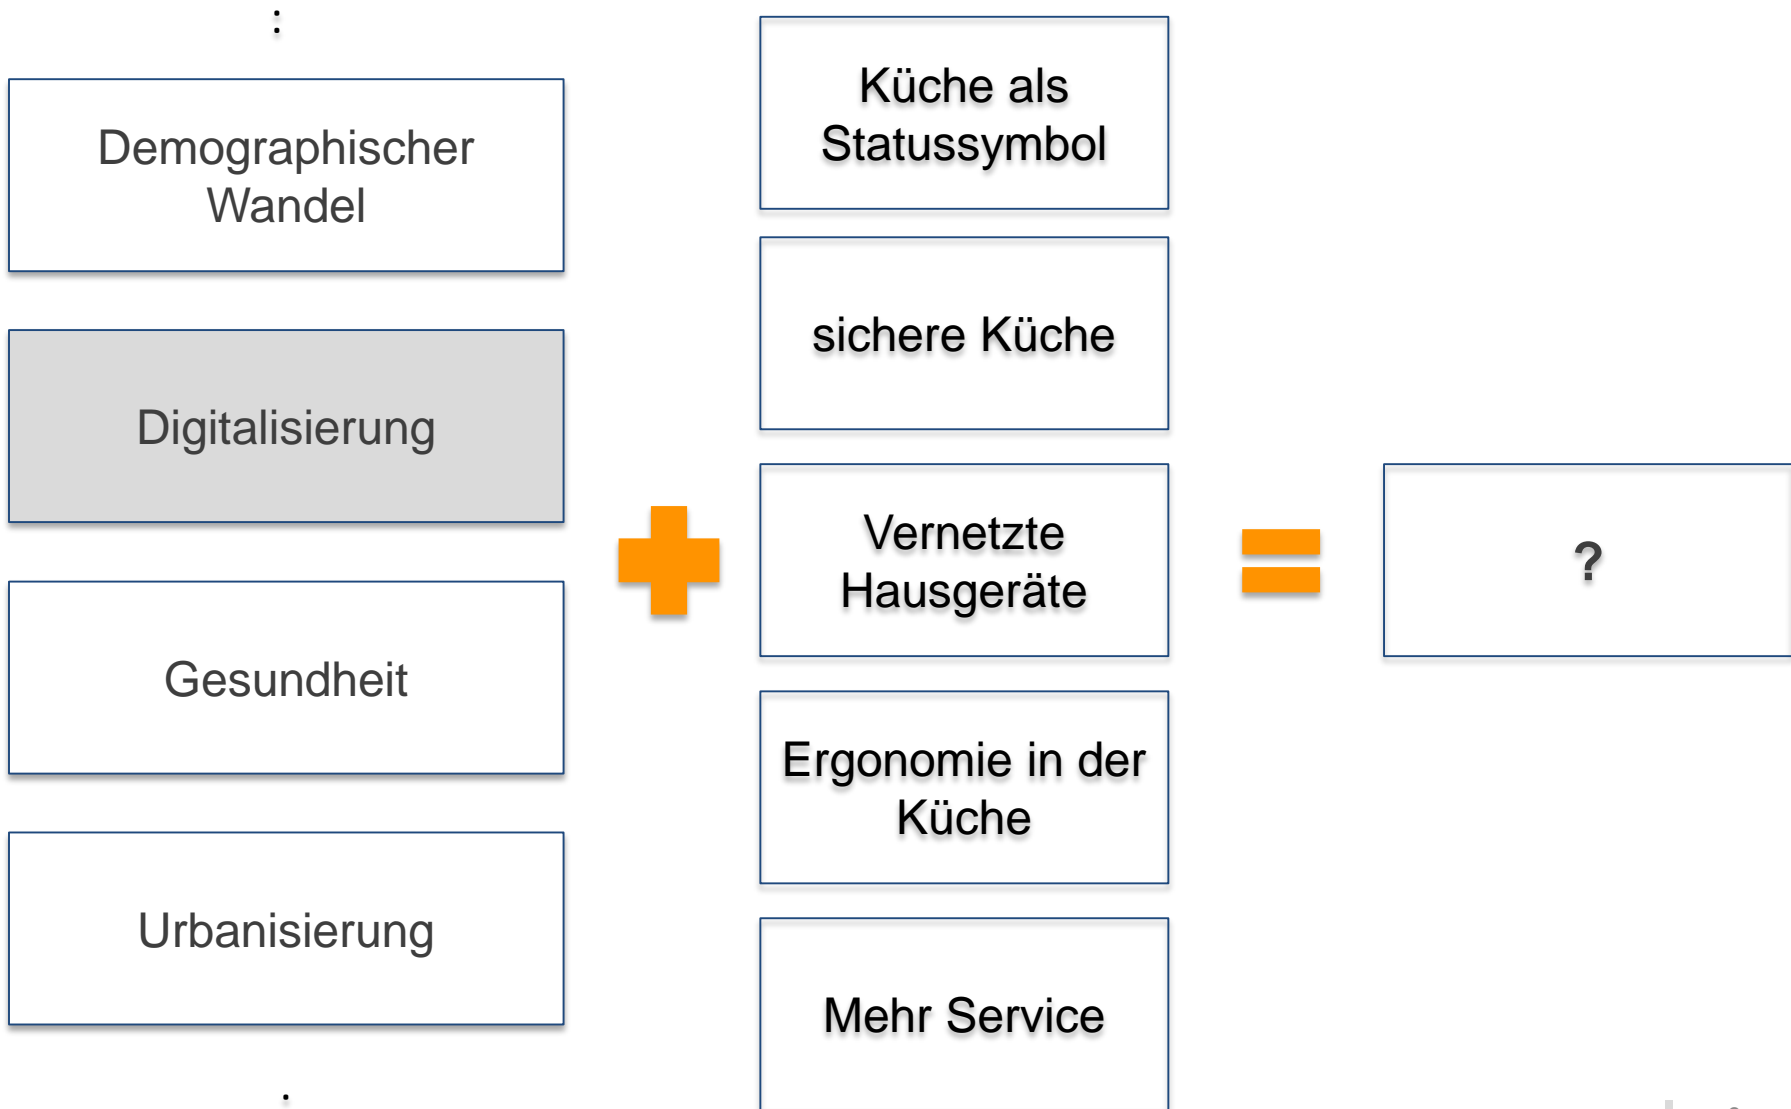 :
Demographischer
Wandel
Digitalisierung
Gesundheit
Urbanisierung
.
Küche als
Statussymbol
sichere Küche
Vernetzte
Hausgeräte
Ergonomie in der
Küche
Mehr Service
?